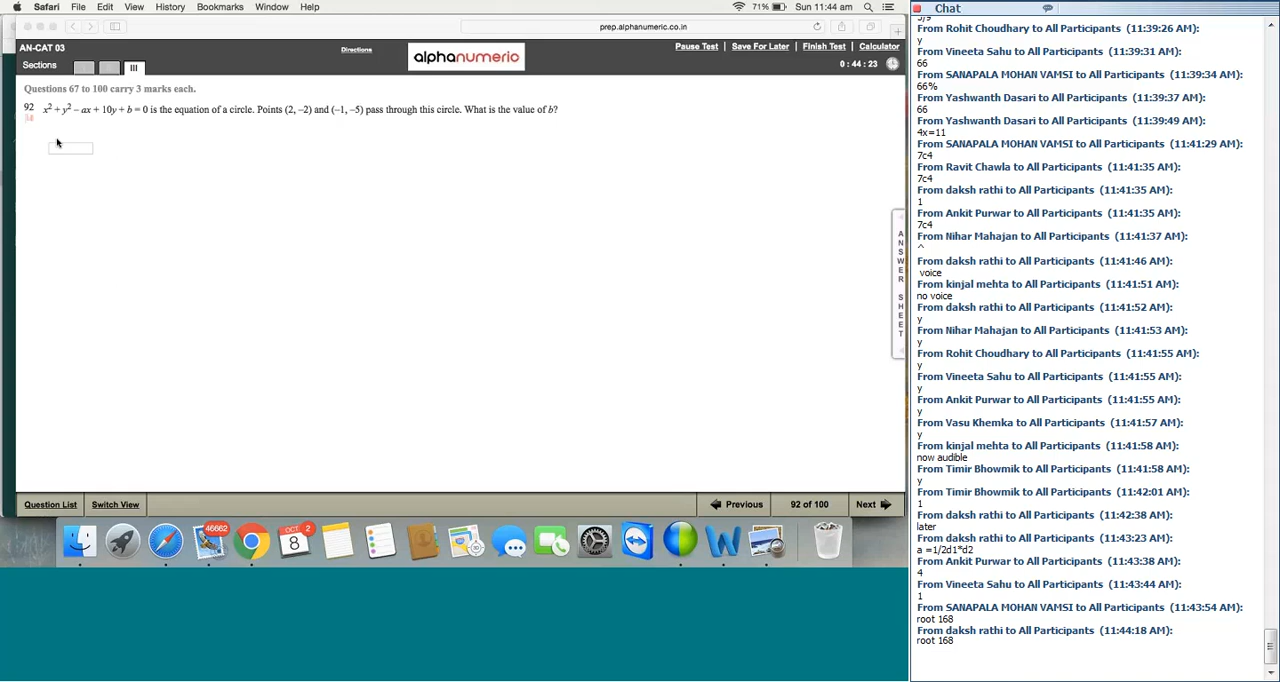 Safari File Edit View History Bookmarks Window Help
71% Sun 11:44 am
prep.alphanumeric.co.in
AN-CAT 03
Directions
alphanumeric
Pause Test Save For Later Finish Test Calculator
Sections
III
0 : 44 : 23
Questions 67 to 100 carry 3 marks each.
92 x² + y² – ax + 10y + b = 0 is the equation of a circle. Points (2, –2) and (–1, –5) pass through this circle. What is the value of b?
ANSWER SHEET
Question List Switch View
Previous 92 of 100 Next
46662
OCT 2
8
Chat
5/9
From Rohit Choudhary to All Participants (11:39:26 AM):
y
From Vineeta Sahu to All Participants (11:39:31 AM):
66
From SANAPALA MOHAN VAMSI to All Participants (11:39:34 AM):
66%
From Yashwanth Dasari to All Participants (11:39:37 AM):
66
From Yashwanth Dasari to All Participants (11:39:49 AM):
4x=11
From SANAPALA MOHAN VAMSI to All Participants (11:41:29 AM):
7c4
From Ravit Chawla to All Participants (11:41:35 AM):
7c4
From daksh rathi to All Participants (11:41:35 AM):
1
From Ankit Purwar to All Participants (11:41:35 AM):
7c4
From Nihar Mahajan to All Participants (11:41:37 AM):
^
From daksh rathi to All Participants (11:41:46 AM):
voice
From kinjal mehta to All Participants (11:41:51 AM):
no voice
From daksh rathi to All Participants (11:41:52 AM):
y
From Nihar Mahajan to All Participants (11:41:53 AM):
y
From Rohit Choudhary to All Participants (11:41:55 AM):
y
From Vineeta Sahu to All Participants (11:41:55 AM):
y
From Ankit Purwar to All Participants (11:41:55 AM):
y
From Vasu Khemka to All Participants (11:41:57 AM):
y
From kinjal mehta to All Participants (11:41:58 AM):
now audible
From Timir Bhowmik to All Participants (11:41:58 AM):
y
From Timir Bhowmik to All Participants (11:42:01 AM):
1
From daksh rathi to All Participants (11:42:38 AM):
later
From daksh rathi to All Participants (11:43:23 AM):
a =1/2d1*d2
From Ankit Purwar to All Participants (11:43:38 AM):
4
From Vineeta Sahu to All Participants (11:43:44 AM):
1
From SANAPALA MOHAN VAMSI to All Participants (11:43:54 AM):
root 168
From daksh rathi to All Participants (11:44:18 AM):
root 168